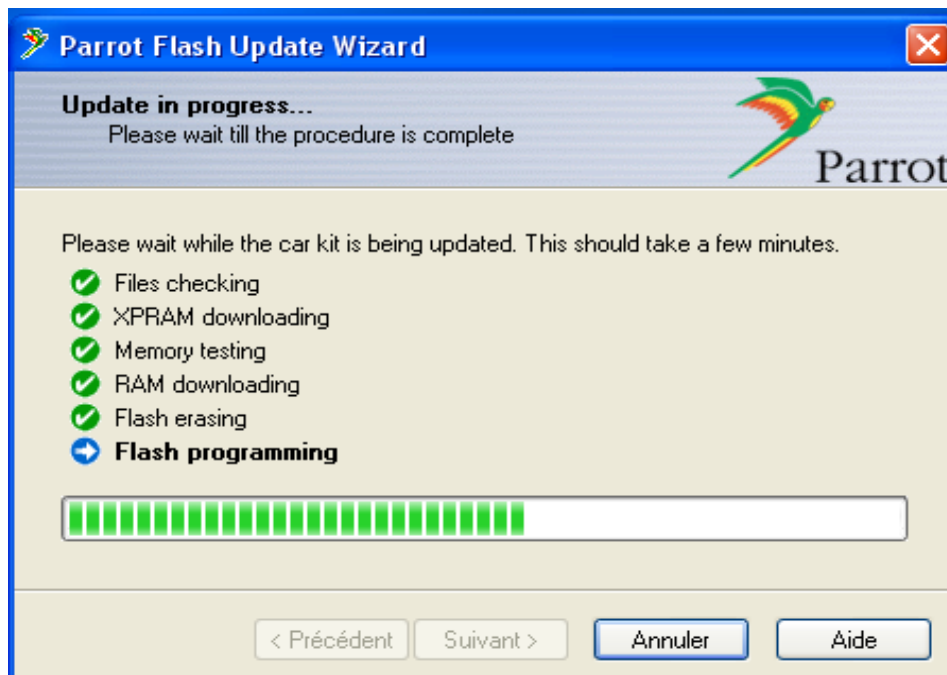 Parrot Flash Update Wizard
Update in progress...
Please wait till the procedure is complete
Parrot
Please wait while the car kit is being updated. This should take a few minutes.
Files checking
XPRAM downloading
Memory testing
RAM downloading
Flash erasing
Flash programming
< Précédent Suivant > Annuler Aide